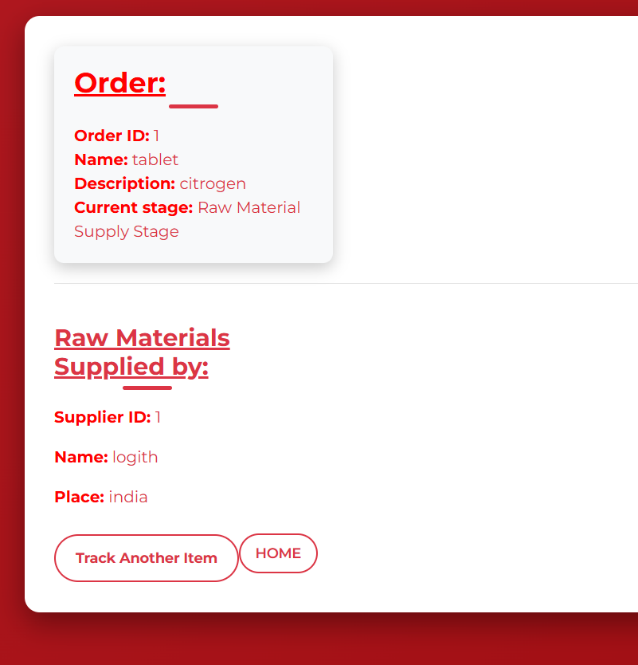 Order:
Order ID: 1
Name: tablet
Description: citrogen
Current stage: Raw Material
Supply Stage
Raw Materials
Supplied by:
Supplier ID: 1
Name: logith
Place: india
Track Another Item
HOME